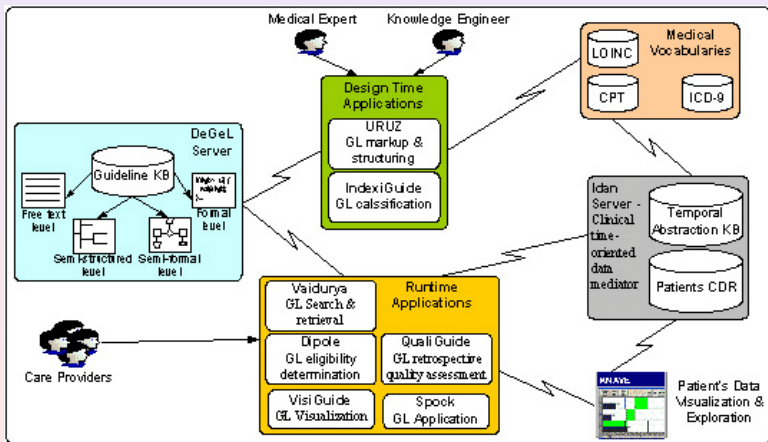 Medical Expert
Knowledge Engineer
Design Time
Applications
URUZ
GL markup &
structuring
IndexiGuide
GL calssification
Medical
Vocabularies
LOINC
CPT
ICD-9
DeGeL
Server
Guideline KB
Free text
level
Semi-structured
level
Semi-formal
level
Formal
level
Idan
Server -
Clinical
time-
oriented
data
mediator
Temporal
Abstraction KB
Patients CDR
Runtime
Applications
Vaidurya
GL Search &
retrieval
Dipole
GL eligibility
determination
VisiGuide
GL Visualization
QualiGuide
GL retrospective
quality assessment
Spock
GL Application
Care Providers
KNAVE
Patient's Data
Visualization &
Exploration